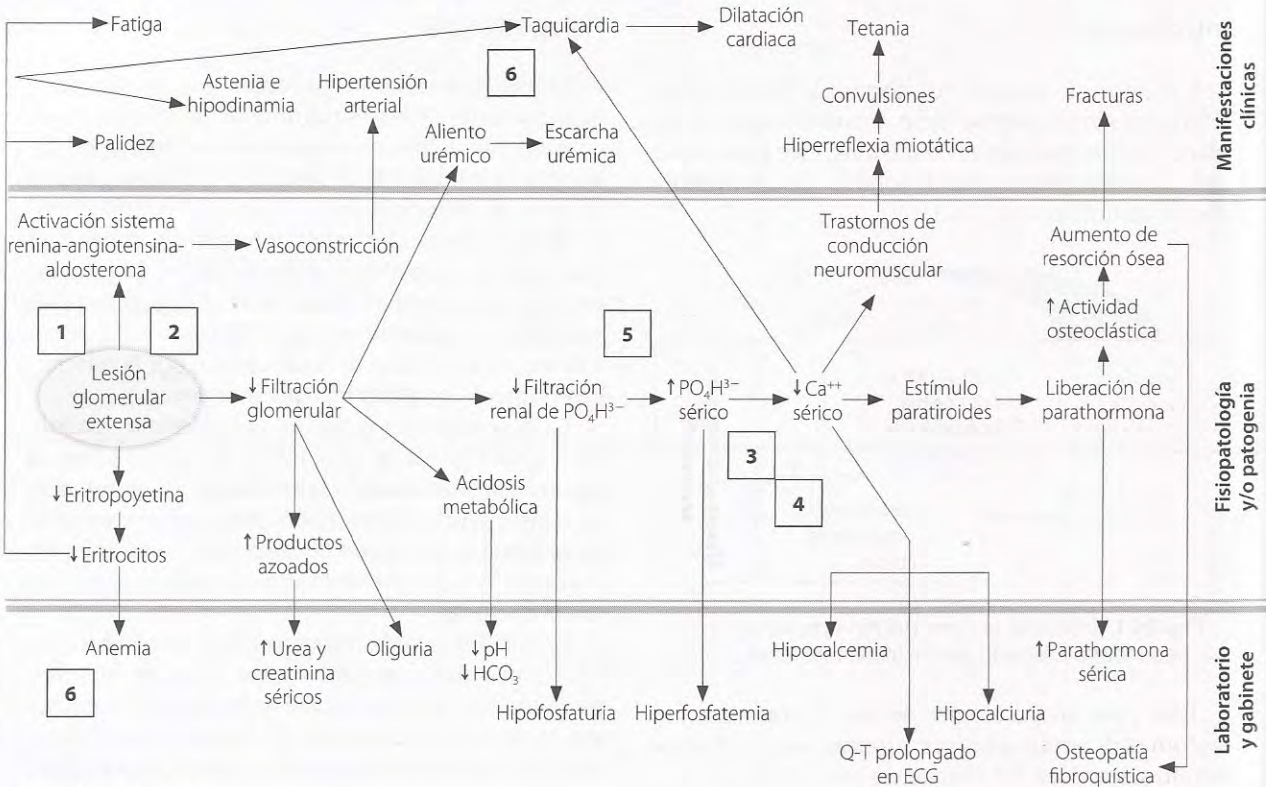 Fatiga
Taquicardia
Dilatación
cardiaca
Tetania
6
Astenia e
hipodinamia
Hipertensión
arterial
Convulsiones
Fracturas
Palidez
Aliento
urémico
Escarcha
urémica
Hiperreflexia miotática
Manifestaciones
clínicas
Activación sistema
renina-angiotensina-
aldosterona
Vasoconstricción
Trastornos de
conducción
neuromuscular
Aumento de
resorción ósea
↑ Actividad
osteoclástica
1
2
5
Lesión
glomerular
extensa
↓ Filtración
glomerular
↓ Filtración
renal de PO₄H³⁻
↑ PO₄H³⁻
sérico
↓ Ca⁺⁺
sérico
Estímulo
paratiroides
Liberación de
parathormona
3
4
↓ Eritropoyetina
Acidosis
metabólica
↓ Eritrocitos
↑ Productos
azoados
Fisiopatología
y/o patogenia
Anemia
↑ Urea y
creatinina
séricos
Oliguria
↓ pH
↓ HCO₃
Hipocalcemia
↑ Parathormona
sérica
6
Hipofosfaturia
Hiperfosfatemia
Hipocalciuria
Q-T prolongado
en ECG
Osteopatía
fibroquística
Laboratorio
y gabinete